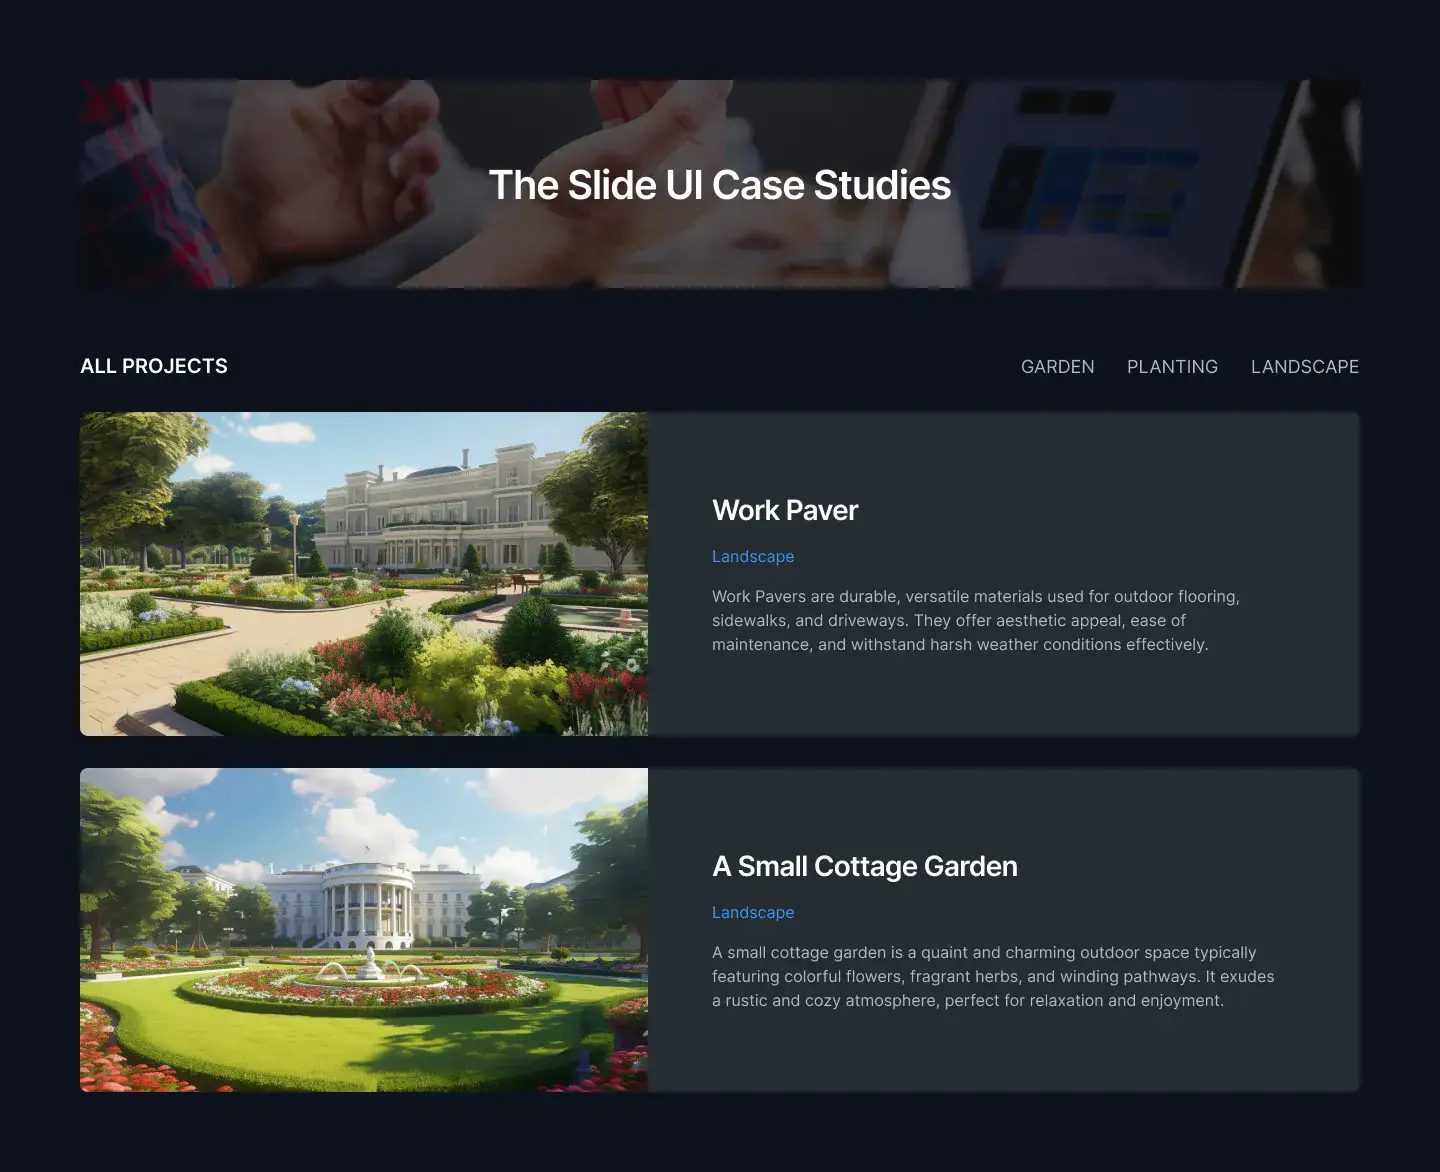 The Slide UI Case Studies
ALL PROJECTS
GARDEN PLANTING LANDSCAPE
Work Paver
Landscape
Work Pavers are durable, versatile materials used for outdoor flooring,
sidewalks, and driveways. They offer aesthetic appeal, ease of
maintenance, and withstand harsh weather conditions effectively.
A Small Cottage Garden
Landscape
A small cottage garden is a quaint and charming outdoor space typically
featuring colorful flowers, fragrant herbs, and winding pathways. It exudes
a rustic and cozy atmosphere, perfect for relaxation and enjoyment.